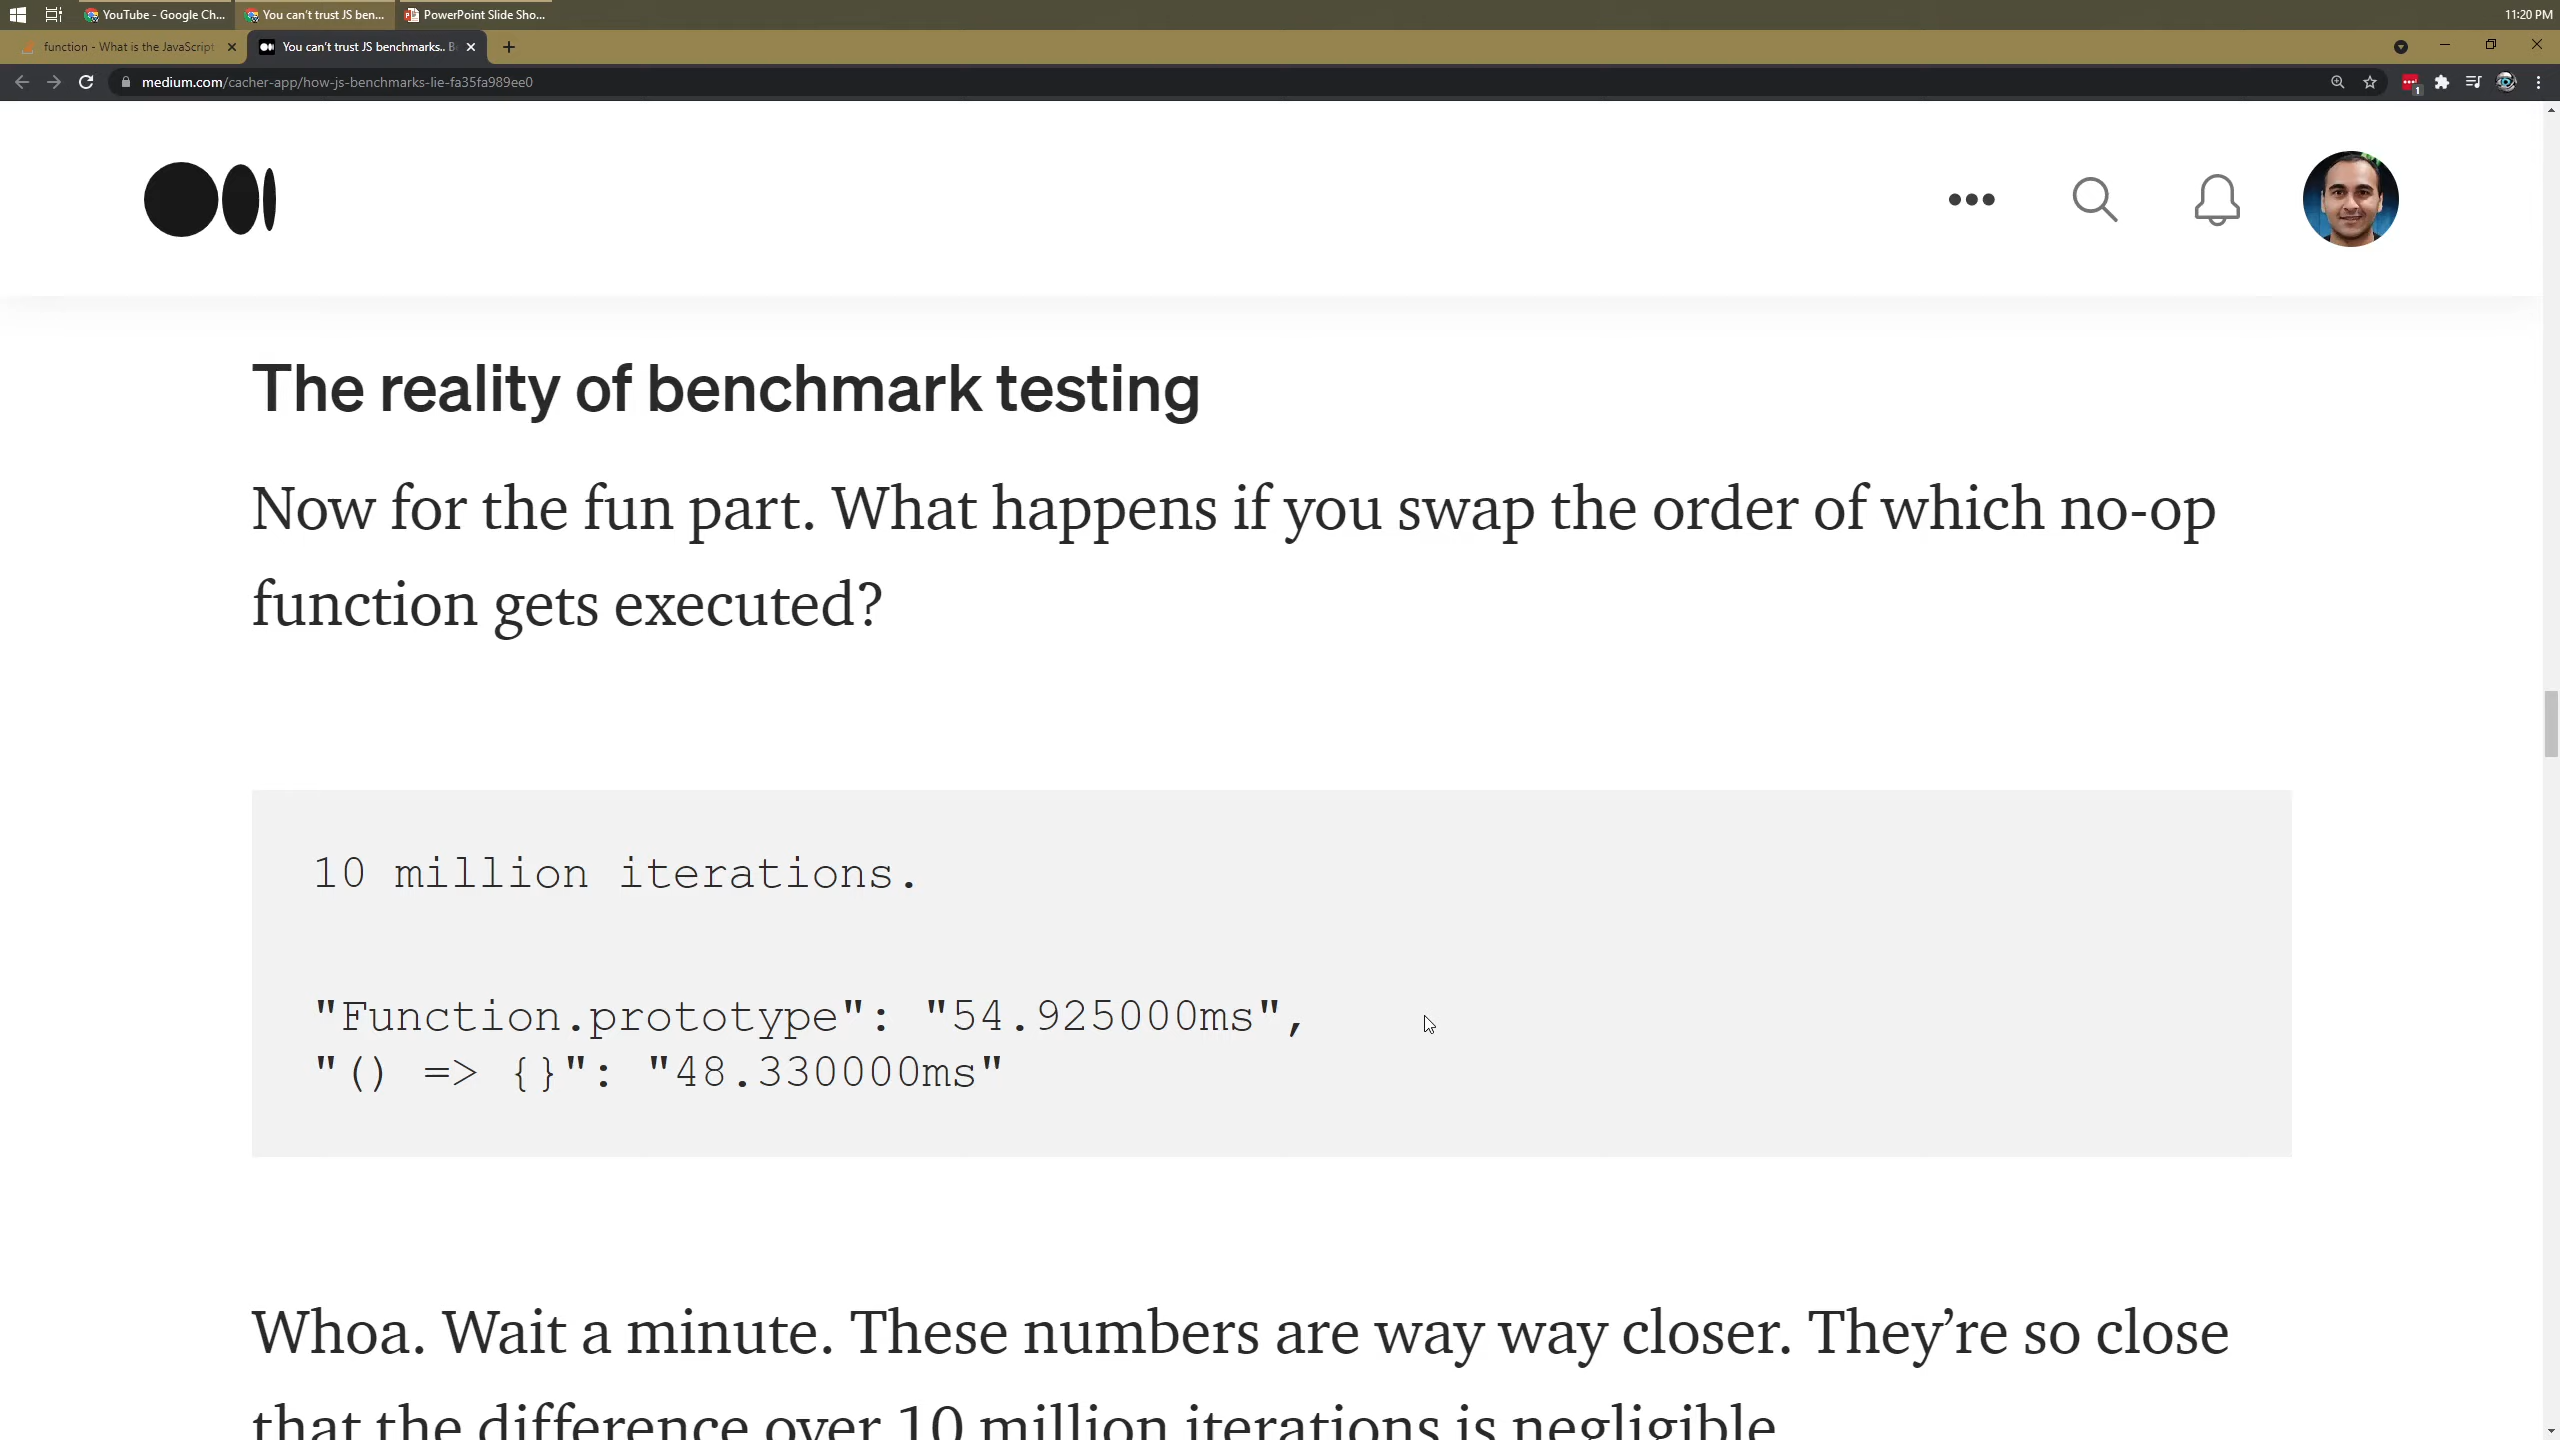 YouTube - Google Ch...
You can't trust JS ben...
PowerPoint Slide Sho...
11:20 PM
function - What is the JavaScript
You can't trust JS benchmarks.. B
medium.com/cacher-app/how-js-benchmarks-lie-fa35fa989ee0
1
The reality of benchmark testing
Now for the fun part. What happens if you swap the order of which no-op
function gets executed?
10 million iterations.
"Function.prototype": "54.925000ms",
"() => {}": "48.330000ms"
Whoa. Wait a minute. These numbers are way way closer. They’re so close
that the difference over 10 million iterations is negligible